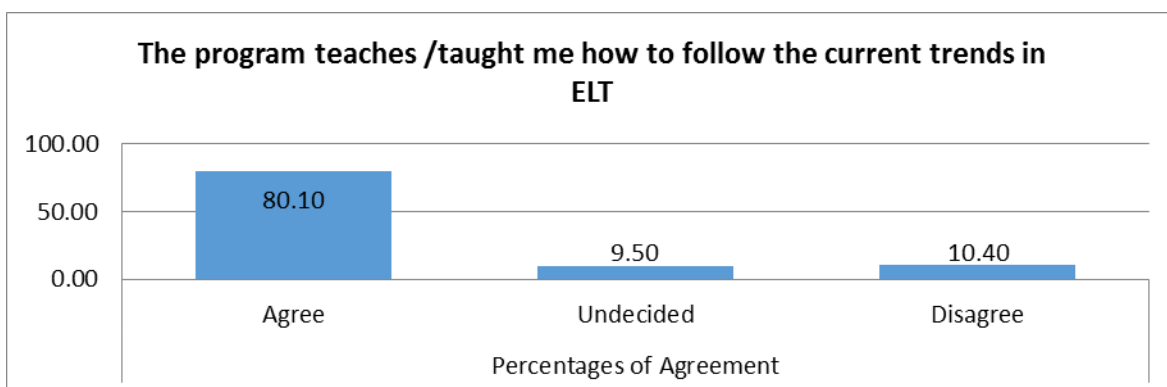 The program teaches /taught me how to follow the current trends in
ELT
100.00
80.10
50.00
9.50
10.40
0.00
Agree
Undecided
Disagree
Percentages of Agreement